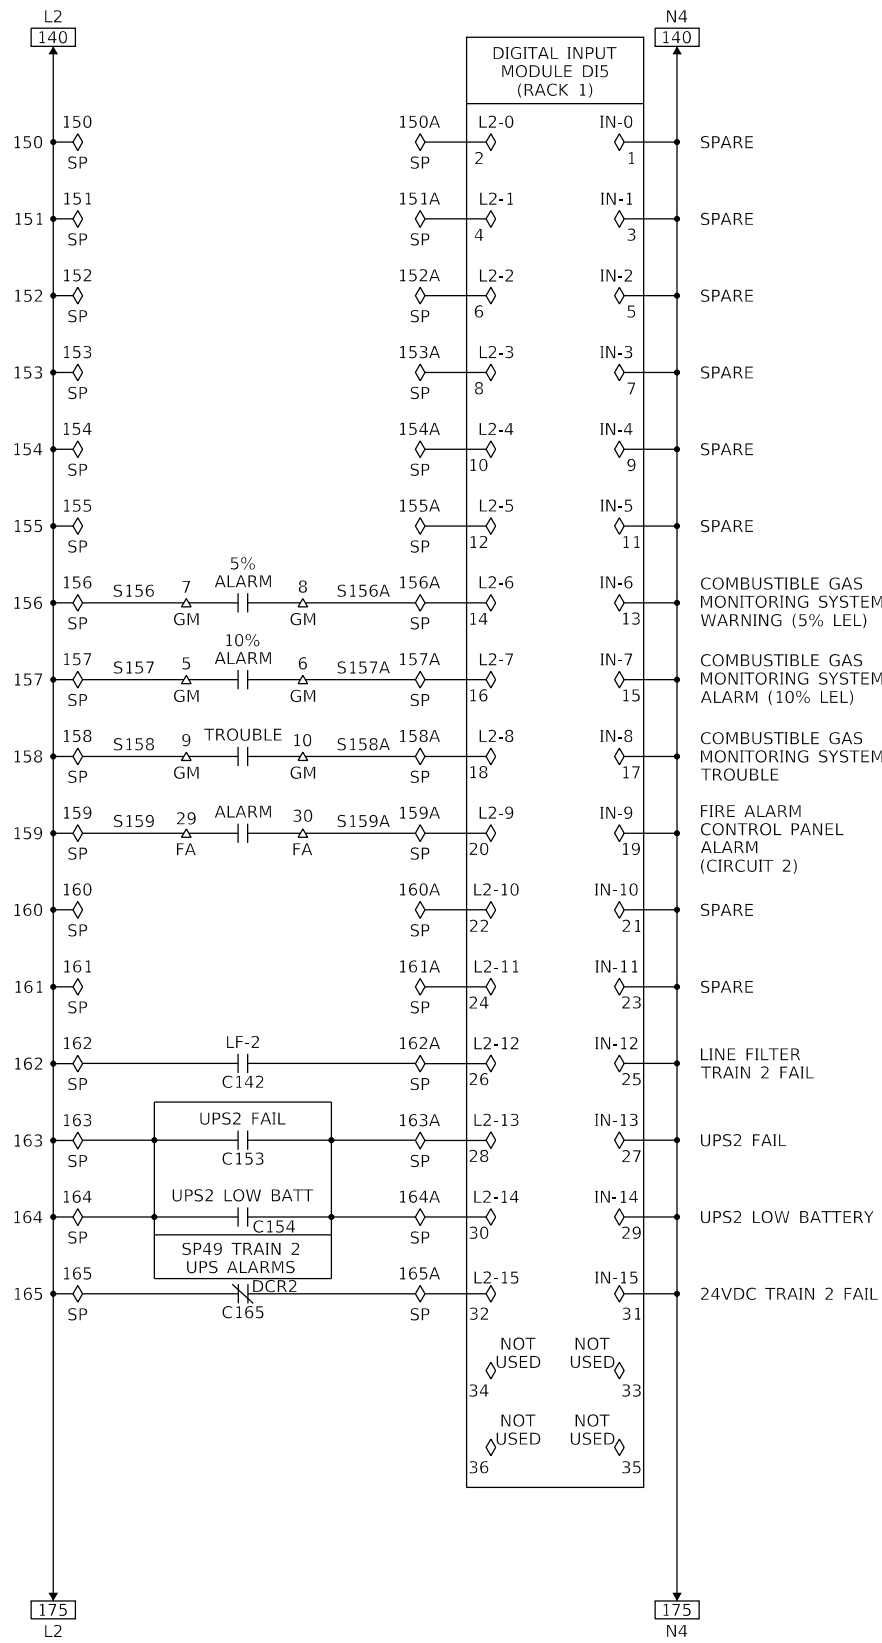 L2
140
N4
140
DIGITAL INPUT
MODULE DI5
(RACK 1)
150 150 SP 150A SP L2-0 2 IN-0 1 SPARE
151 151 SP 151A SP L2-1 4 IN-1 3 SPARE
152 152 SP 152A SP L2-2 6 IN-2 5 SPARE
153 153 SP 153A SP L2-3 8 IN-3 7 SPARE
154 154 SP 154A SP L2-4 10 IN-4 9 SPARE
155 155 SP 155A SP L2-5 12 IN-5 11 SPARE
156 156 SP S156 7 GM
5%
ALARM
8 GM S156A 156A SP L2-6 14 IN-6 13
COMBUSTIBLE GAS
MONITORING SYSTEM
WARNING (5% LEL)
157 157 SP S157 5 GM
10%
ALARM
6 GM S157A 157A SP L2-7 16 IN-7 15
COMBUSTIBLE GAS
MONITORING SYSTEM
ALARM (10% LEL)
158 158 SP S158 9 GM
TROUBLE
10 GM S158A 158A SP L2-8 18 IN-8 17
COMBUSTIBLE GAS
MONITORING SYSTEM
TROUBLE
159 159 SP S159 29 FA
ALARM
30 FA S159A 159A SP L2-9 20 IN-9 19
FIRE ALARM
CONTROL PANEL
ALARM
(CIRCUIT 2)
160 160 SP 160A SP L2-10 22 IN-10 21 SPARE
161 161 SP 161A SP L2-11 24 IN-11 23 SPARE
162 162 SP LF-2 C142 162A SP L2-12 26 IN-12 25
LINE FILTER
TRAIN 2 FAIL
163 163 SP UPS2 FAIL C153 163A SP L2-13 28 IN-13 27 UPS2 FAIL
164 164 SP UPS2 LOW BATT C154 164A SP L2-14 30 IN-14 29 UPS2 LOW BATTERY
SP49 TRAIN 2
UPS ALARMS
165 165 SP DCR2 C165 165A SP L2-15 32 IN-15 31 24VDC TRAIN 2 FAIL
NOT
USED
34
NOT
USED
33
NOT
USED
36
NOT
USED
35
175
L2
175
N4